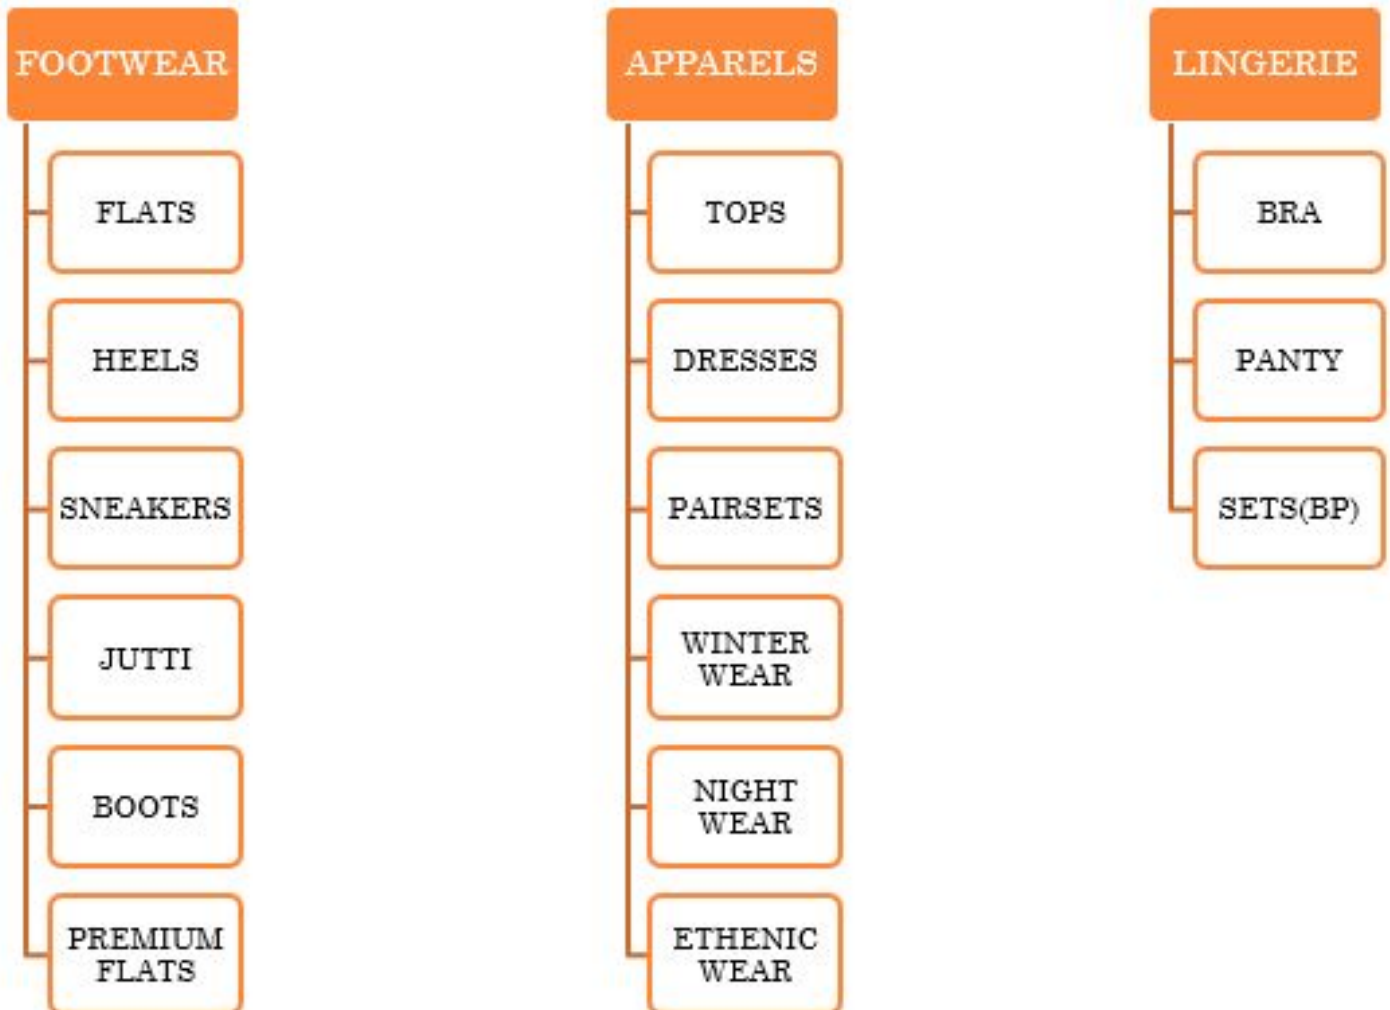 FOOTWEAR
FLATS
HEELS
SNEAKERS
JUTTI
BOOTS
PREMIUM
FLATS
APPARELS
TOPS
DRESSES
PAIRSETS
WINTER
WEAR
NIGHT
WEAR
ETHENIC
WEAR
LINGERIE
BRA
PANTY
SETS(BP)